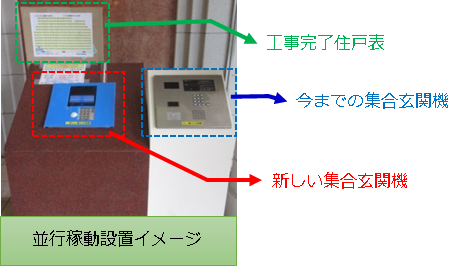 工事完了住戸表
今までの集合玄関機
新しい集合玄関機
並行稼動設置イメージ